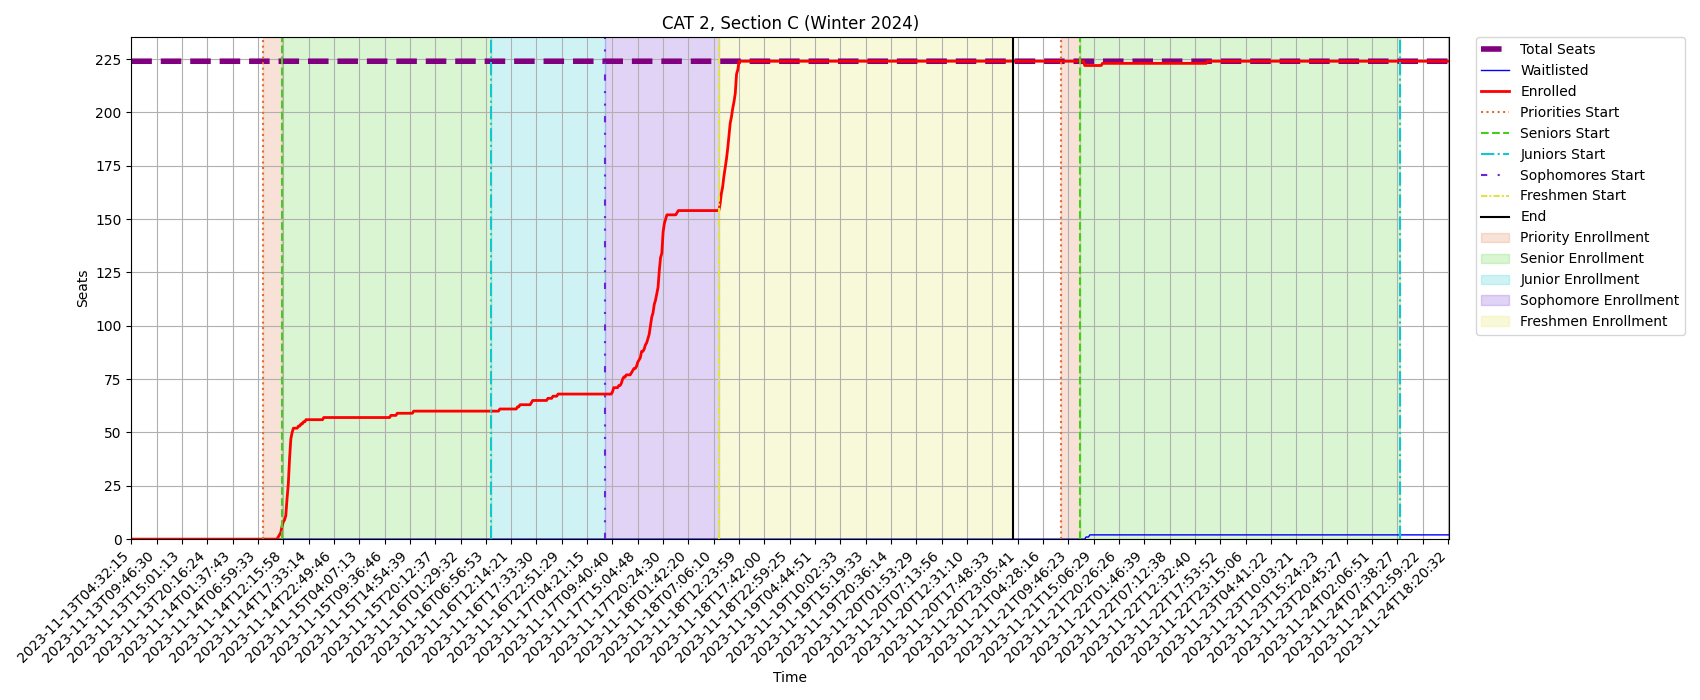 CAT 2, Section C (Winter 2024)
Seats
225
200
175
150
125
100
75
50
25
0
2023-11-13T04:32:15
2023-11-13T09:46:30
2023-11-13T15:01:13
2023-11-13T20:16:24
2023-11-14T01:37:43
2023-11-14T06:59:33
2023-11-14T12:15:58
2023-11-14T17:33:14
2023-11-14T22:49:46
2023-11-15T04:07:13
2023-11-15T09:36:46
2023-11-15T14:54:39
2023-11-15T20:12:37
2023-11-16T01:29:32
2023-11-16T06:56:53
2023-11-16T12:14:21
2023-11-16T17:33:30
2023-11-16T22:51:29
2023-11-17T04:21:15
2023-11-17T09:40:40
2023-11-17T15:04:48
2023-11-17T20:24:30
2023-11-18T01:42:20
2023-11-18T07:06:10
2023-11-18T12:23:59
2023-11-18T17:42:00
2023-11-18T22:59:25
2023-11-19T04:44:51
2023-11-19T10:02:33
2023-11-19T15:19:33
2023-11-19T20:36:14
2023-11-20T01:53:29
2023-11-20T07:13:56
2023-11-20T12:31:10
2023-11-20T17:48:33
2023-11-20T23:05:41
2023-11-21T04:28:16
2023-11-21T09:46:23
2023-11-21T15:06:29
2023-11-21T20:26:26
2023-11-22T01:46:39
2023-11-22T07:12:38
2023-11-22T12:32:40
2023-11-22T17:53:52
2023-11-22T23:15:06
2023-11-23T04:41:22
2023-11-23T10:03:21
2023-11-23T15:24:23
2023-11-23T20:45:27
2023-11-24T02:06:51
2023-11-24T07:38:27
2023-11-24T12:59:22
2023-11-24T18:20:32
Time
Total Seats
Waitlisted
Enrolled
Priorities Start
Seniors Start
Juniors Start
Sophomores Start
Freshmen Start
End
Priority Enrollment
Senior Enrollment
Junior Enrollment
Sophomore Enrollment
Freshmen Enrollment